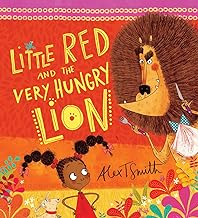 LITTLE RED
AND THE
VERY HUNGRY
LION
Alex T Smith